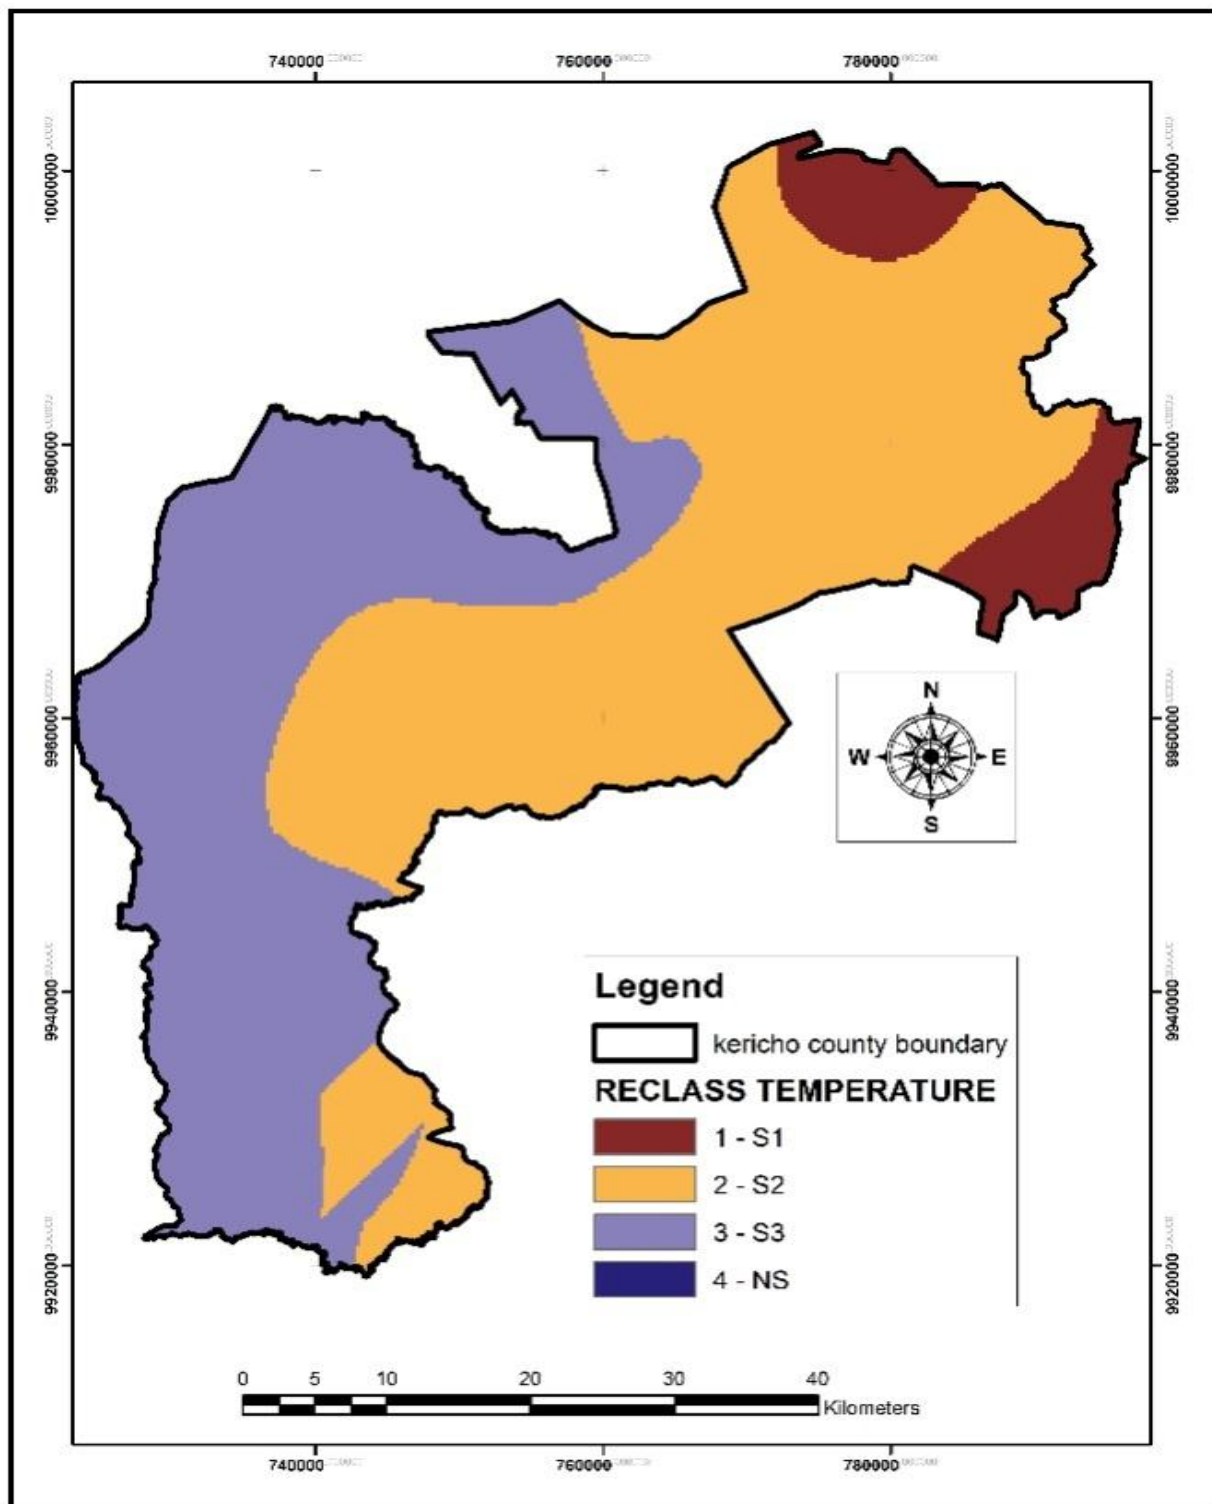 740000 760000 780000
10000000 10000000
9980000 9980000
9960000 9960000
9940000 9940000
9920000 9920000
N
W E
S
Legend
kericho county boundary
RECLASS TEMPERATURE
1 - S1
2 - S2
3 - S3
4 - NS
0 5 10 20 30 40
Kilometers
740000 760000 780000